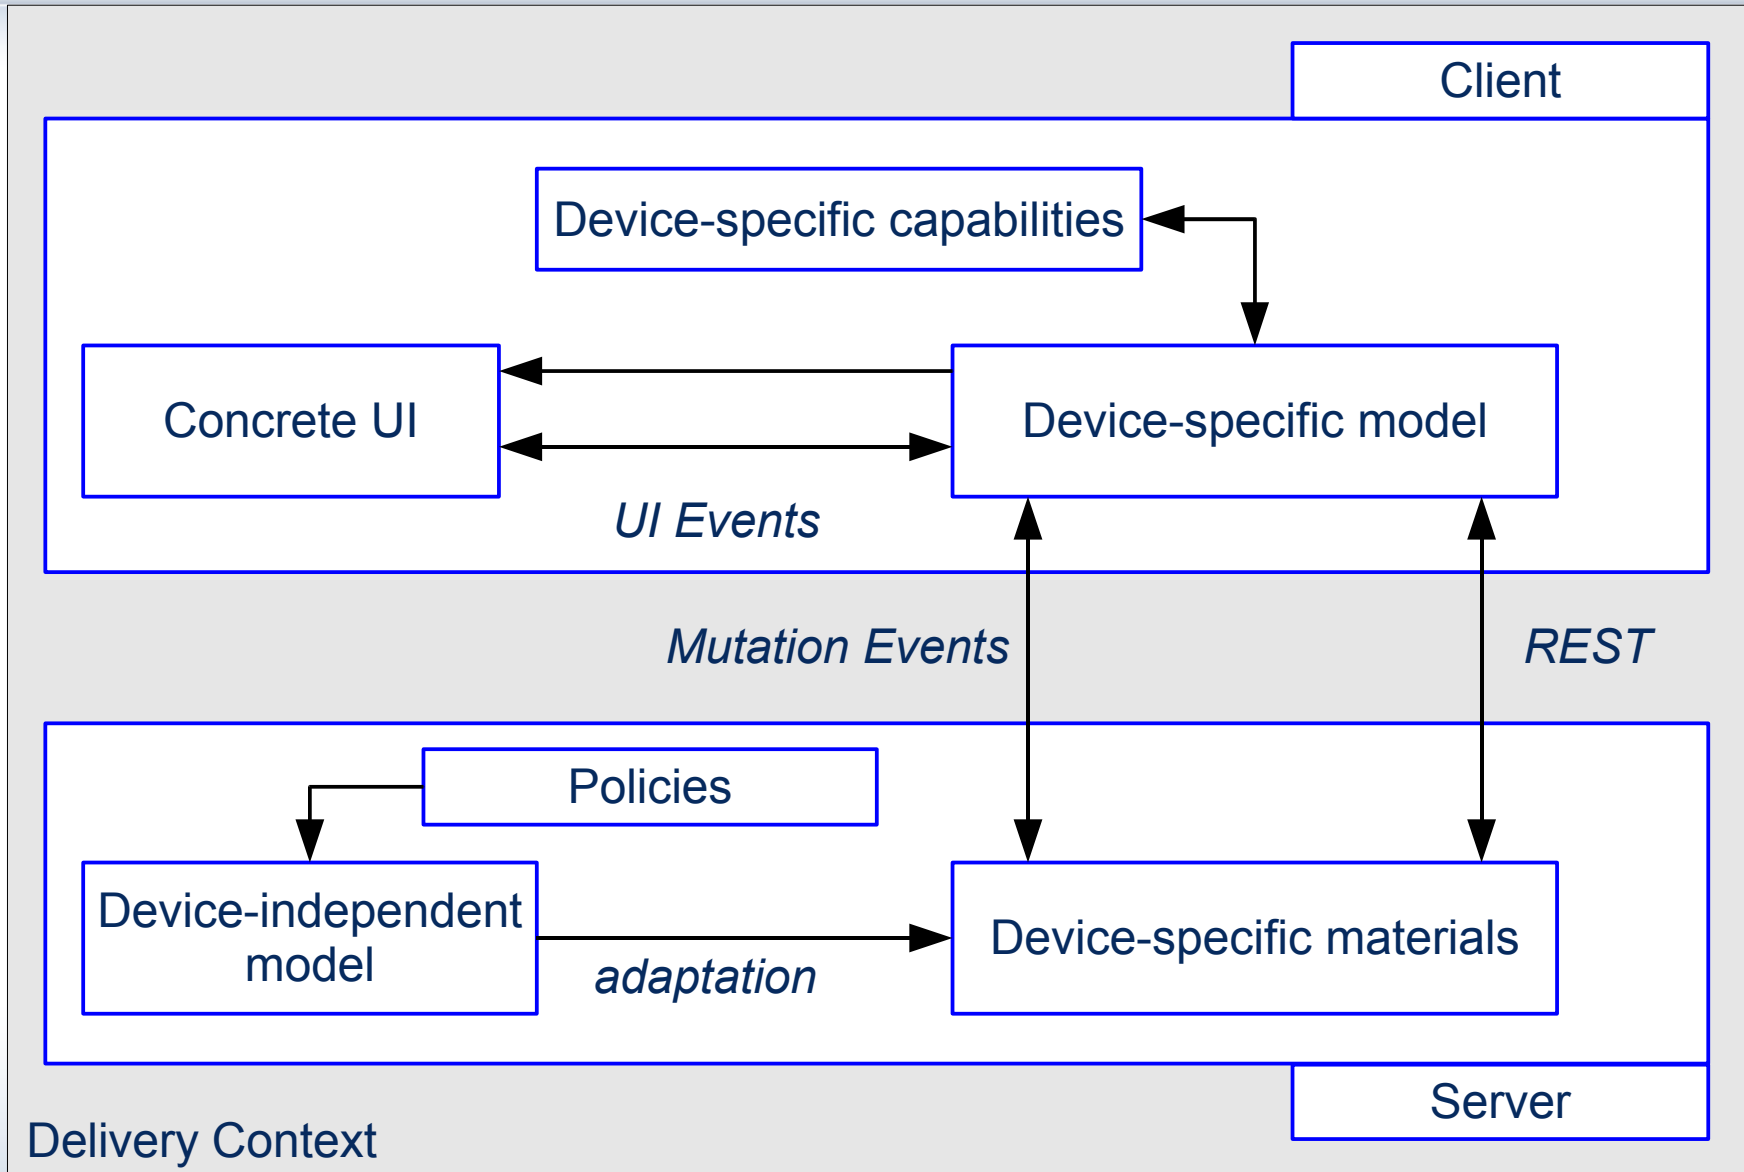 Client
Device-specific capabilities
Concrete UI
Device-specific model
UI Events
Mutation Events
REST
Policies
Device-independent
model
adaptation
Device-specific materials
Server
Delivery Context